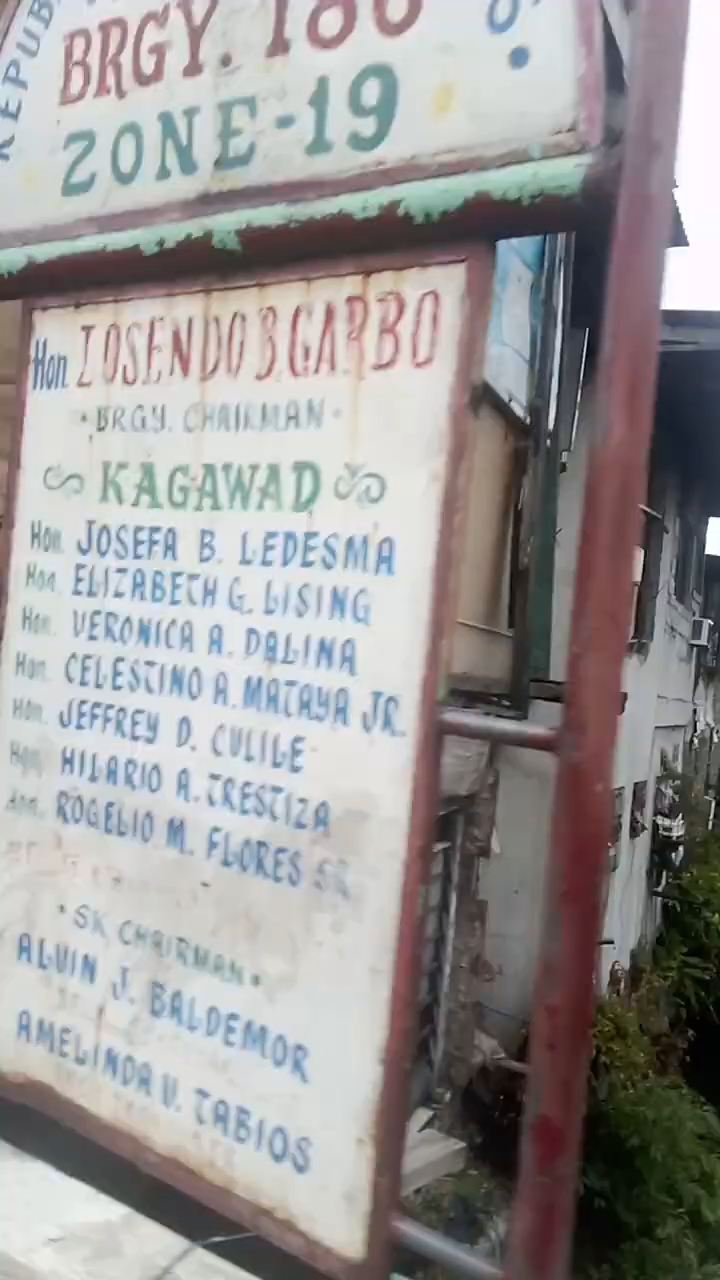 REPUB
BRGY. 186
ZONE-19
Hon. ZOSENDO B. GARBO
BRGY. CHAIRMAN
KAGAWAD
Hon. JOSEFA B. LEDESMA
Hon. ELIZABETH G. LISING
Hon. VERONICA A. DALINA
Hon. CELESTINO A. MATAYA JR.
Hon. JEFFREY D. CULILE
Hon. HILARIO A. TRESTIZA
Hon. ROGELIO M. FLORES SR.
SK CHAIRMAN
ALVIN J. BALDEMOR
AMELINDA V. TABIOS